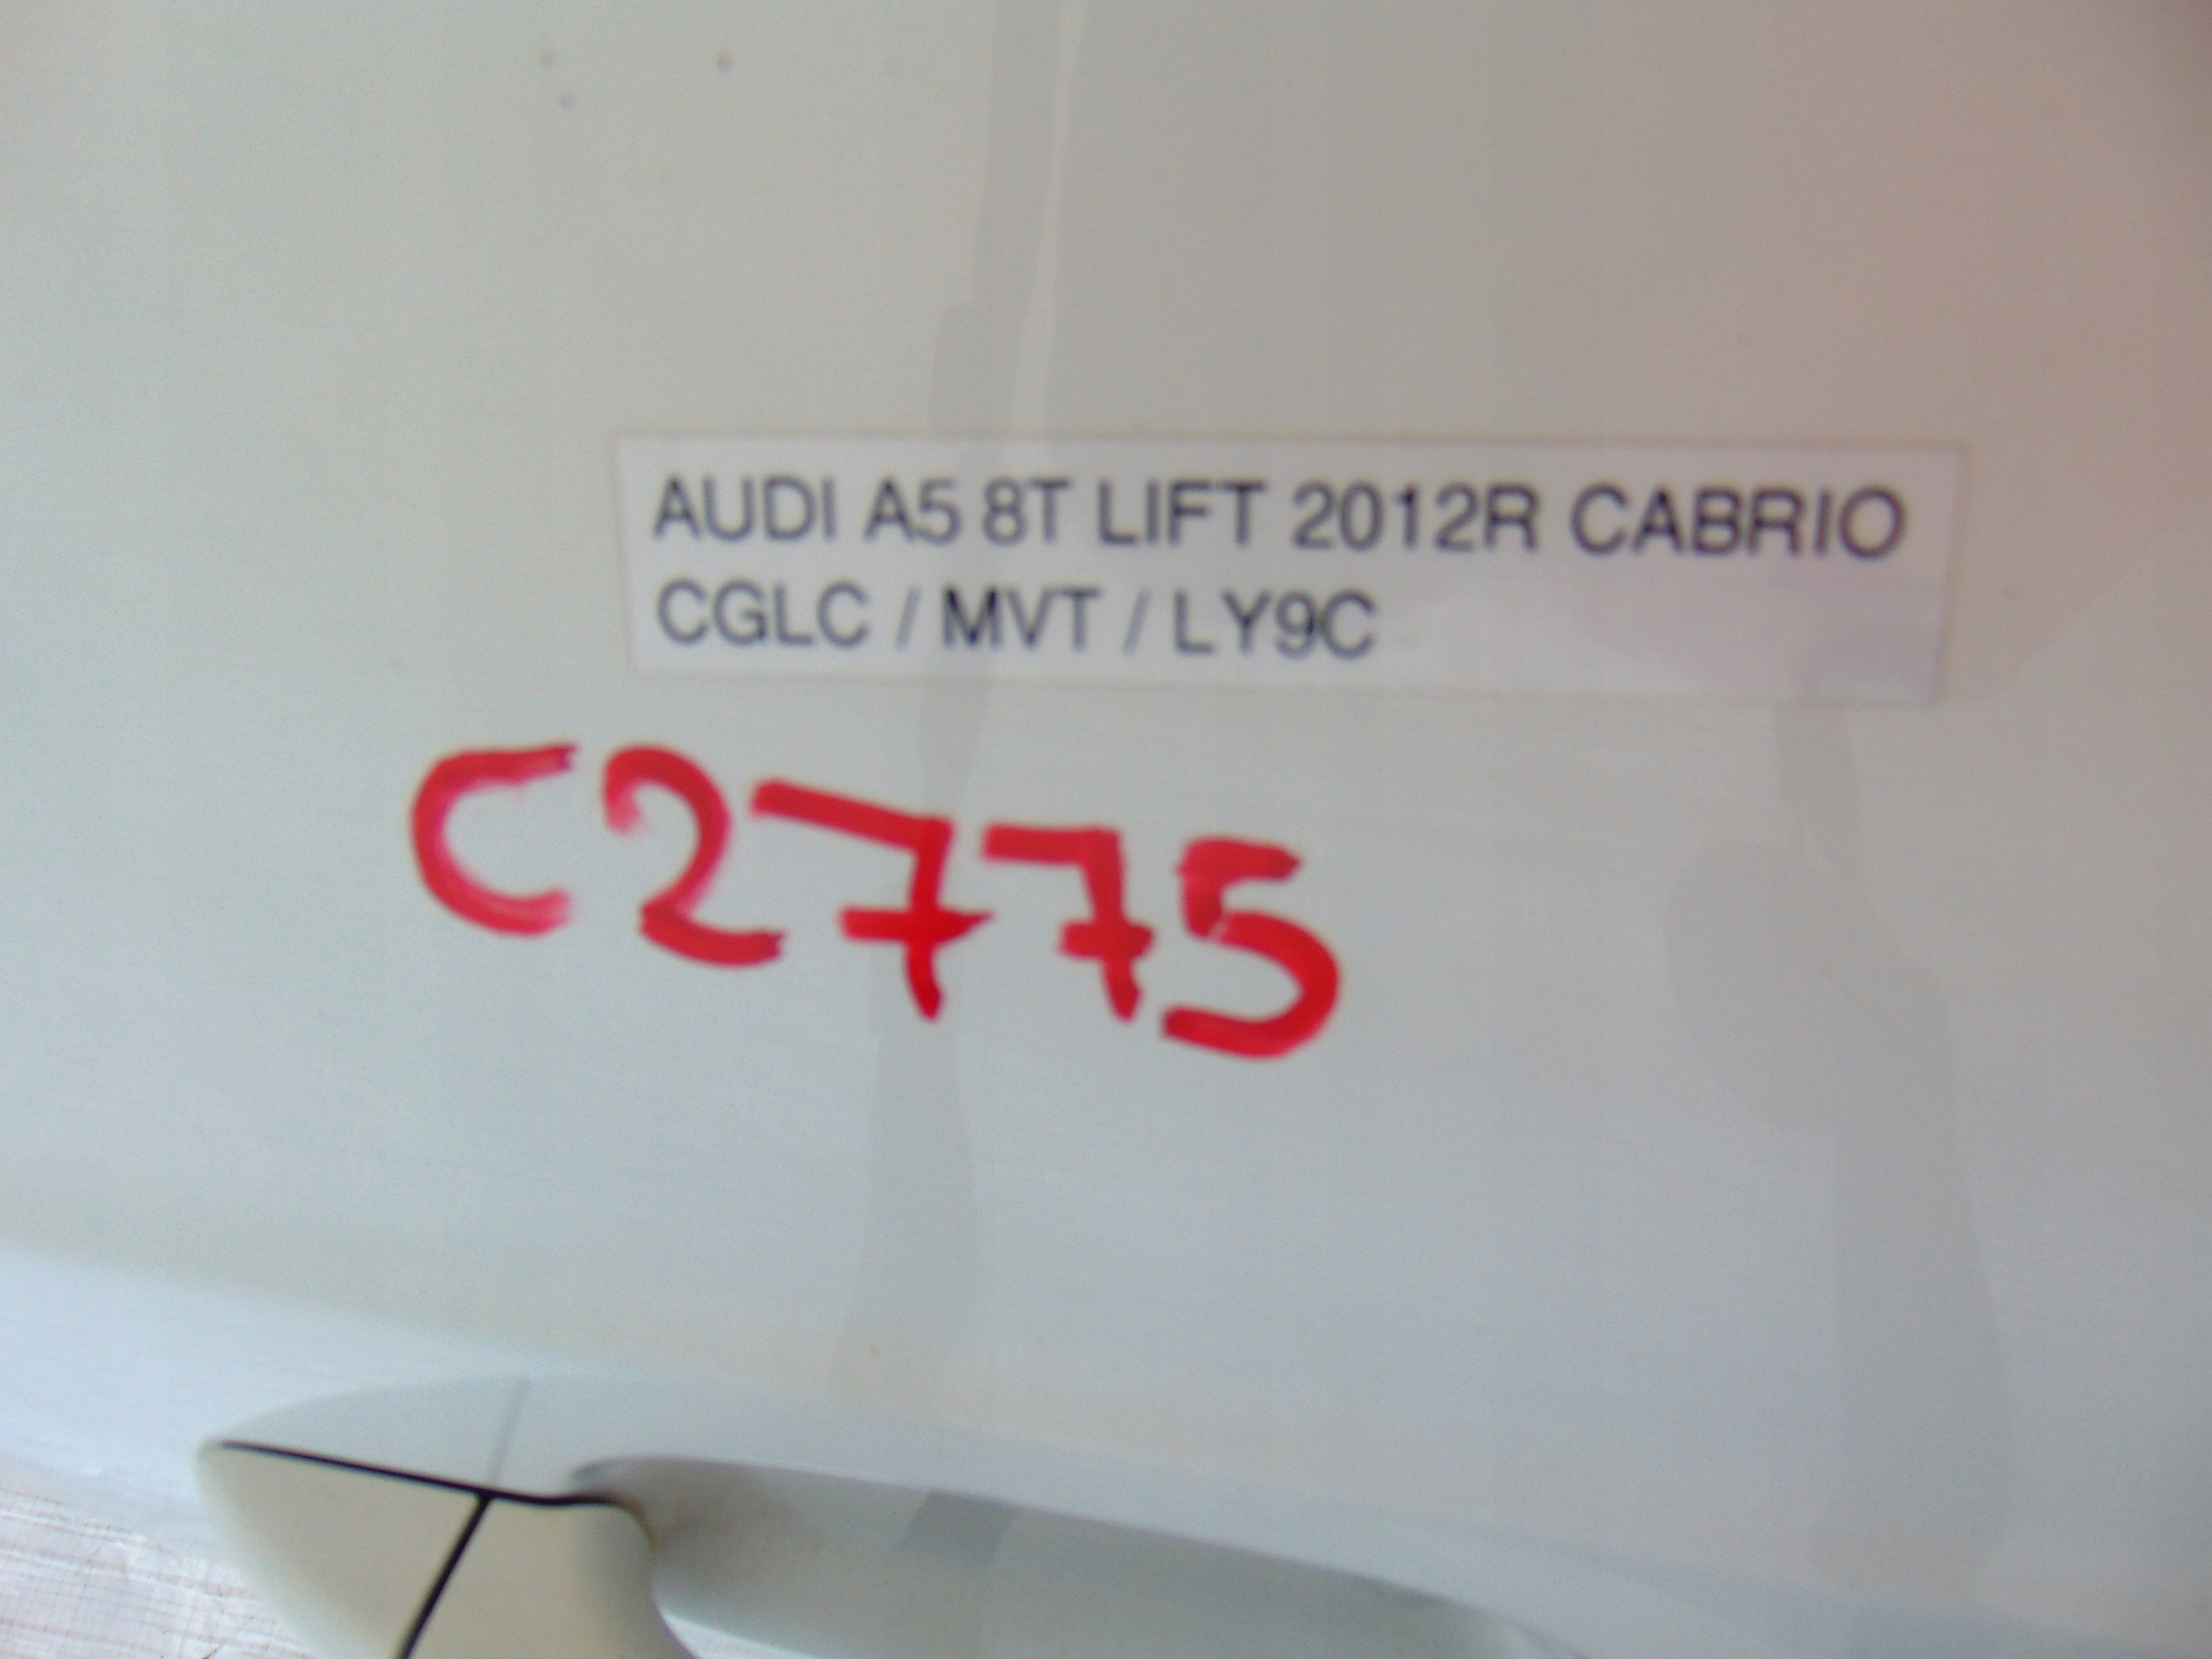 AUDI A5 8T LIFT 2012R CABRIO
CGLC / MVT / LY9C
C2775